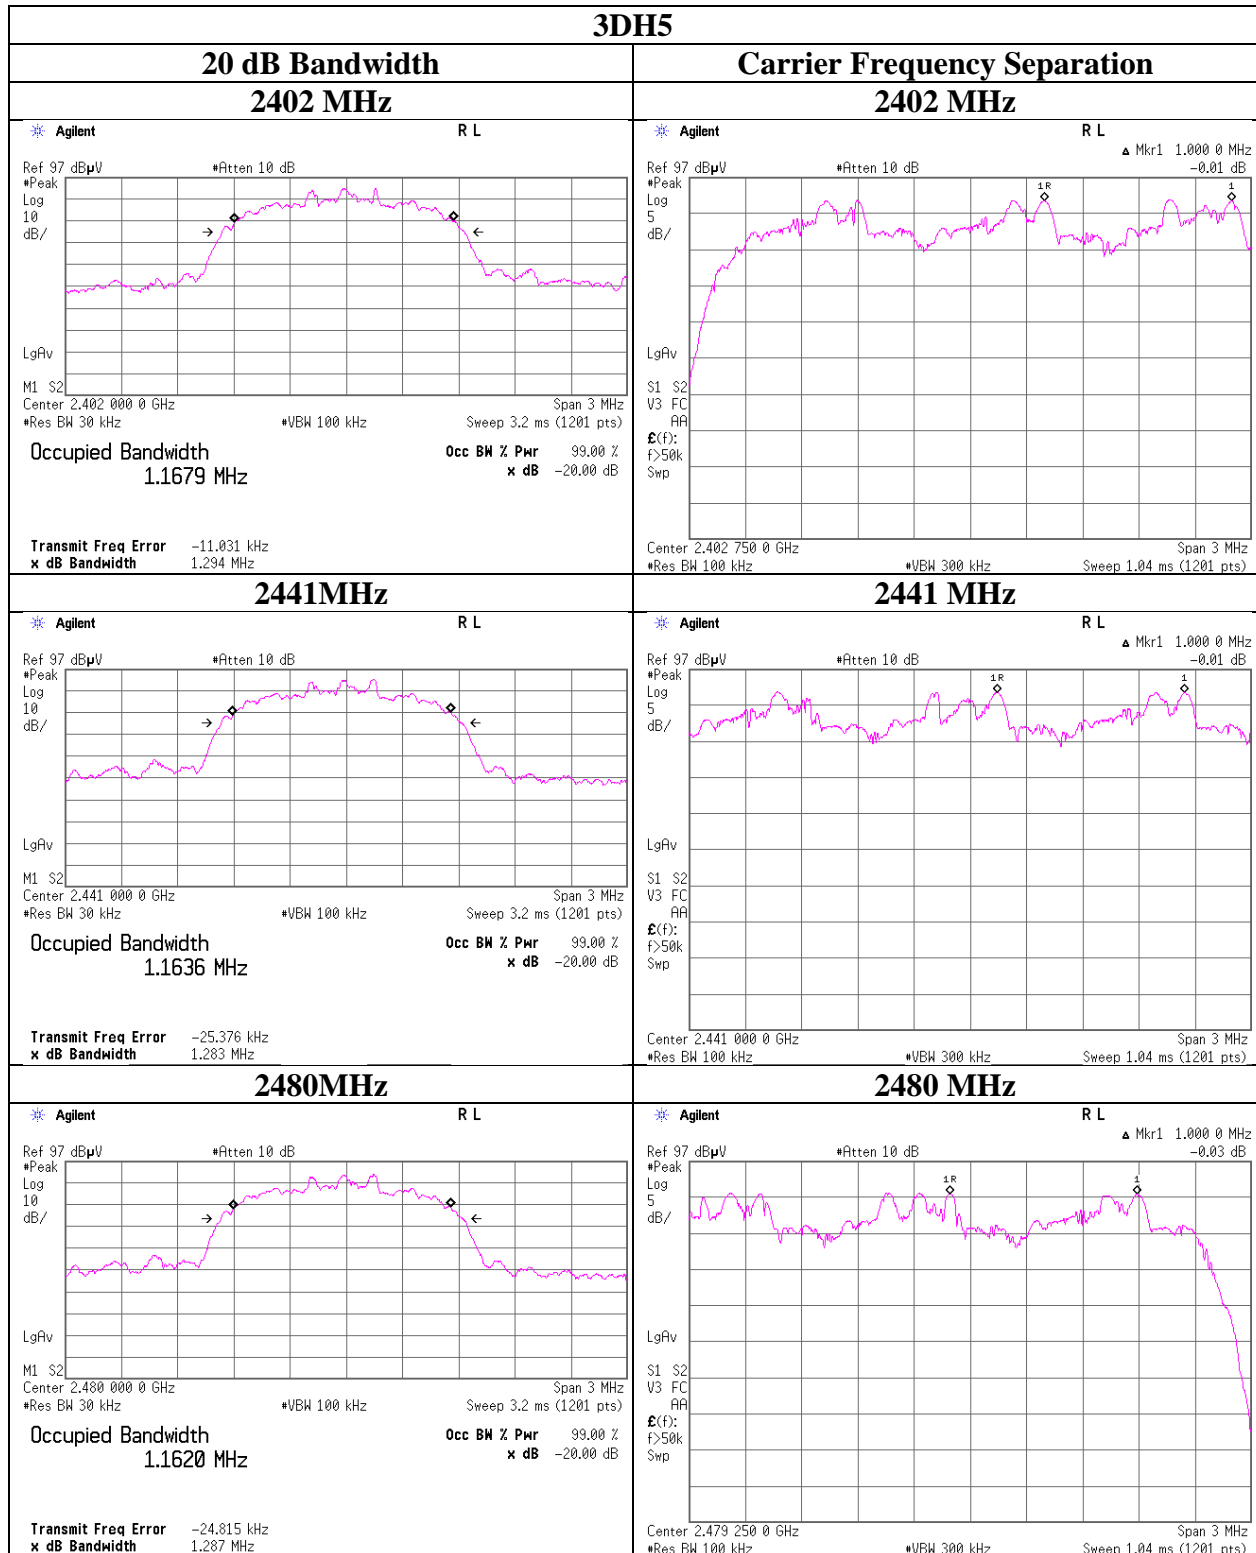 3DH5
20 dB Bandwidth
Carrier Frequency Separation
2402 MHz
2402 MHz
Agilent R L
Ref 97 dBµV #Atten 10 dB
#Peak
Log
10
dB/
LgAv
M1 S2
Center 2.402 000 0 GHz Span 3 MHz
#Res BW 30 kHz #VBW 100 kHz Sweep 3.2 ms (1201 pts)
Occupied Bandwidth Occ BW % Pwr 99.00 %
1.1679 MHz x dB -20.00 dB
Transmit Freq Error -11.031 kHz
x dB Bandwidth 1.294 MHz
Agilent R L
Δ Mkr1 1.000 0 MHz
Ref 97 dBµV #Atten 10 dB -0.01 dB
#Peak
Log
5
dB/
1R
1
LgAv
S1 S2
V3 FC
AA
£(f):
f>50k
Swp
Center 2.402 750 0 GHz Span 3 MHz
#Res BW 100 kHz #VBW 300 kHz Sweep 1.04 ms (1201 pts)
2441MHz
2441 MHz
Agilent R L
Ref 97 dBµV #Atten 10 dB
#Peak
Log
10
dB/
LgAv
M1 S2
Center 2.441 000 0 GHz Span 3 MHz
#Res BW 30 kHz #VBW 100 kHz Sweep 3.2 ms (1201 pts)
Occupied Bandwidth Occ BW % Pwr 99.00 %
1.1636 MHz x dB -20.00 dB
Transmit Freq Error -25.376 kHz
x dB Bandwidth 1.283 MHz
Agilent R L
Δ Mkr1 1.000 0 MHz
Ref 97 dBµV #Atten 10 dB -0.01 dB
#Peak
Log
5
dB/
1R
1
LgAv
S1 S2
V3 FC
AA
£(f):
f>50k
Swp
Center 2.441 000 0 GHz Span 3 MHz
#Res BW 100 kHz #VBW 300 kHz Sweep 1.04 ms (1201 pts)
2480MHz
2480 MHz
Agilent R L
Ref 97 dBµV #Atten 10 dB
#Peak
Log
10
dB/
LgAv
M1 S2
Center 2.480 000 0 GHz Span 3 MHz
#Res BW 30 kHz #VBW 100 kHz Sweep 3.2 ms (1201 pts)
Occupied Bandwidth Occ BW % Pwr 99.00 %
1.1620 MHz x dB -20.00 dB
Transmit Freq Error -24.815 kHz
x dB Bandwidth 1.287 MHz
Agilent R L
Δ Mkr1 1.000 0 MHz
Ref 97 dBµV #Atten 10 dB -0.03 dB
#Peak
Log
5
dB/
1R
1
LgAv
S1 S2
V3 FC
AA
£(f):
f>50k
Swp
Center 2.479 250 0 GHz Span 3 MHz
#Res BW 100 kHz #VBW 300 kHz Sweep 1.04 ms (1201 pts)